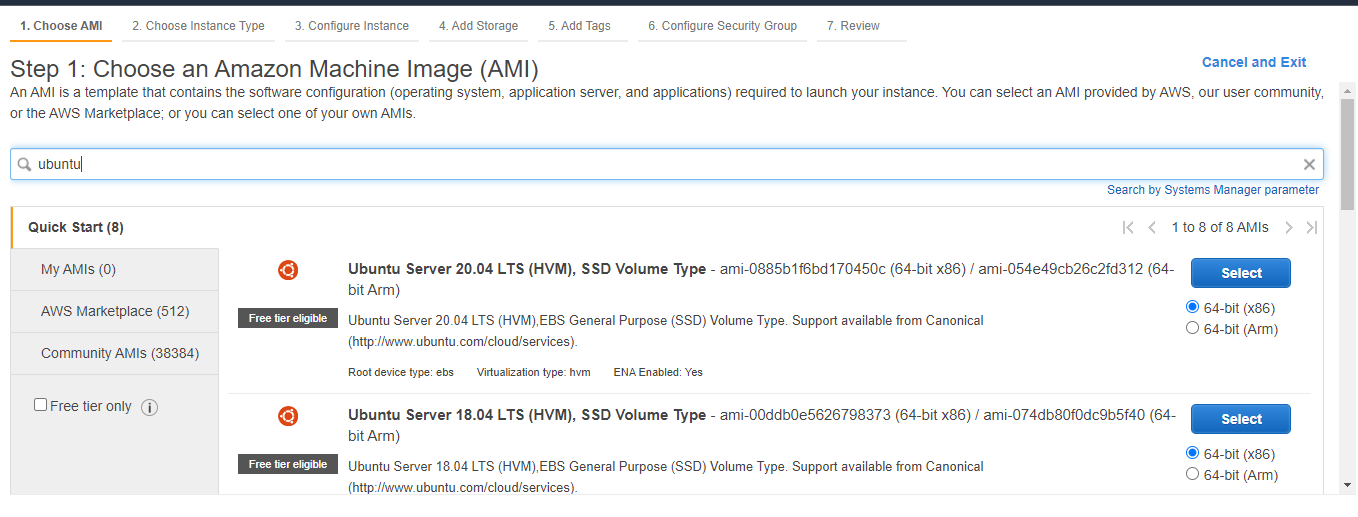 1. Choose AMI 2. Choose Instance Type 3. Configure Instance 4. Add Storage 5. Add Tags 6. Configure Security Group 7. Review
Step 1: Choose an Amazon Machine Image (AMI)
Cancel and Exit
An AMI is a template that contains the software configuration (operating system, application server, and applications) required to launch your instance. You can select an AMI provided by AWS, our user community,
or the AWS Marketplace; or you can select one of your own AMIs.
ubuntu
Search by Systems Manager parameter
Quick Start (8)
1 to 8 of 8 AMIs
My AMIs (0)
AWS Marketplace (512)
Community AMIs (38384)
Free tier only
Ubuntu Server 20.04 LTS (HVM), SSD Volume Type - ami-0885b1f6bd170450c (64-bit x86) / ami-054e49cb26c2fd312 (64-
bit Arm)
Select
Free tier eligible
Ubuntu Server 20.04 LTS (HVM),EBS General Purpose (SSD) Volume Type. Support available from Canonical
(http://www.ubuntu.com/cloud/services).
64-bit (x86)
64-bit (Arm)
Root device type: ebs Virtualization type: hvm ENA Enabled: Yes
Ubuntu Server 18.04 LTS (HVM), SSD Volume Type - ami-00ddb0e5626798373 (64-bit x86) / ami-074db80f0dc9b5f40 (64-
bit Arm)
Select
Free tier eligible
Ubuntu Server 18.04 LTS (HVM),EBS General Purpose (SSD) Volume Type. Support available from Canonical
(http://www.ubuntu.com/cloud/services).
64-bit (x86)
64-bit (Arm)